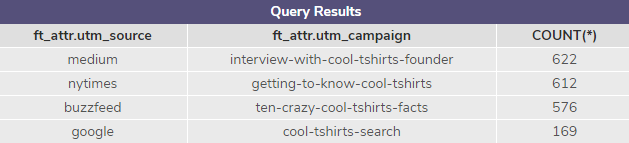 Query Results
ft_attr.utm_source ft_attr.utm_campaign COUNT(*)
medium interview-with-cool-tshirts-founder 622
nytimes getting-to-know-cool-tshirts 612
buzzfeed ten-crazy-cool-tshirts-facts 576
google cool-tshirts-search 169